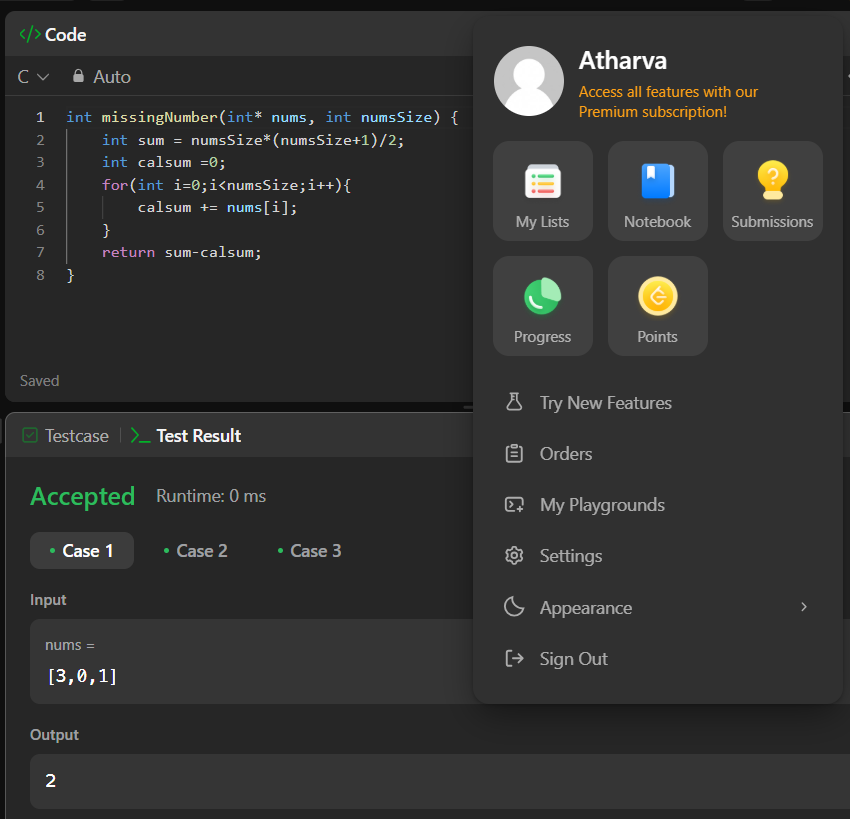 </> Code
C Auto
1 int missingNumber(int* nums, int numsSize) {
2 int sum = numsSize*(numsSize+1)/2;
3 int calsum =0;
4 for(int i=0;i<numsSize;i++){
5 calsum += nums[i];
6 }
7 return sum-calsum;
8 }
Saved
Testcase
Test Result
Accepted Runtime: 0 ms
Case 1 Case 2 Case 3
Input
nums =
[3,0,1]
Output
2
Atharva
Access all features with our
Premium subscription!
My Lists Notebook Submissions
Progress Points
Try New Features
Orders
My Playgrounds
Settings
Appearance
Sign Out